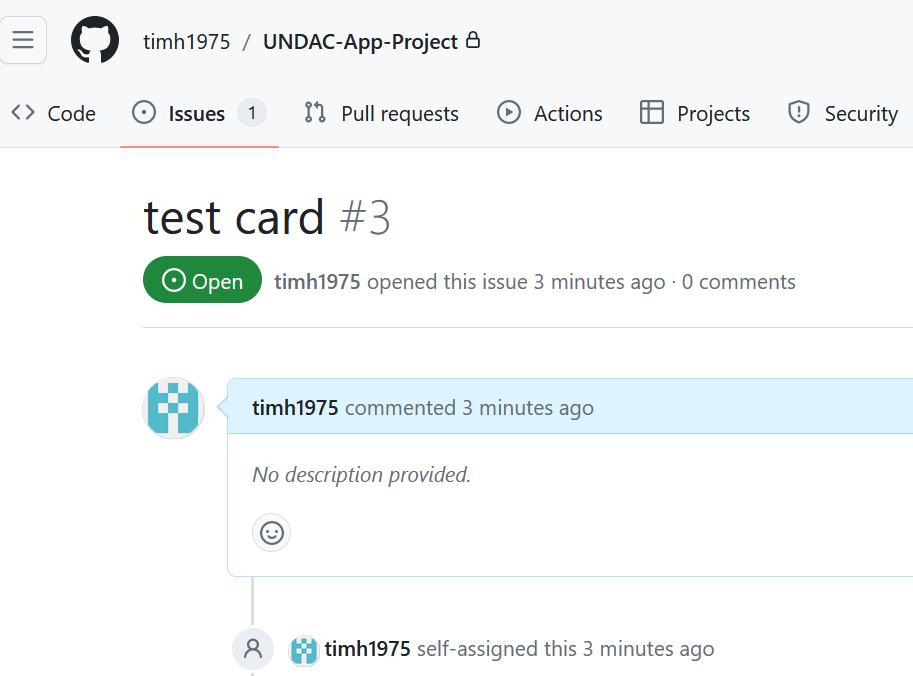 timh1975 / UNDAC-App-Project
Code Issues 1 Pull requests Actions Projects Security
test card #3
Open timh1975 opened this issue 3 minutes ago · 0 comments
timh1975 commented 3 minutes ago
No description provided.
timh1975 self-assigned this 3 minutes ago